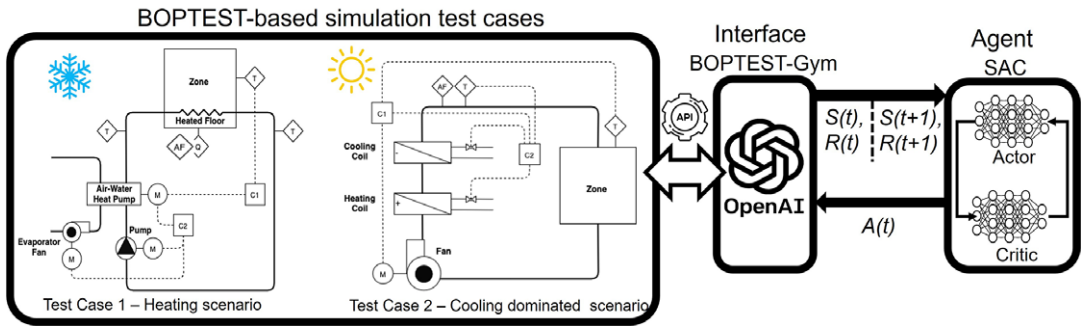 BOPTEST-based simulation test cases
Zone
T
Heated Floor
T
AF
Q
T
Air-Water
Heat Pump
M
C1
C2
Evaporator
Fan
Pump
M
M
Test Case 1 – Heating scenario
AF
T
C1
T
Cooling
Coil
-
C2
Heating
Coil
+
Zone
Fan
M
Test Case 2 – Cooling dominated scenario
API
Interface
BOPTEST-Gym
OpenAI
S(t),
R(t)
S(t+1),
R(t+1)
A(t)
Agent
SAC
Actor
Critic